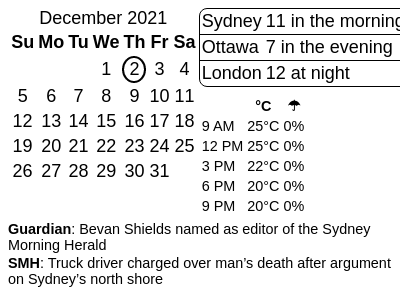 December 2021
Su Mo Tu We Th Fr Sa
1 2 3 4
5 6 7 8 9 10 11
12 13 14 15 16 17 18
19 20 21 22 23 24 25
26 27 28 29 30 31
Sydney 11 in the morning
Ottawa 7 in the evening
London 12 at night
°C ☂
9 AM 25°C 0%
12 PM 25°C 0%
3 PM 22°C 0%
6 PM 20°C 0%
9 PM 20°C 0%
Guardian: Bevan Shields named as editor of the Sydney
Morning Herald
SMH: Truck driver charged over man’s death after argument
on Sydney’s north shore